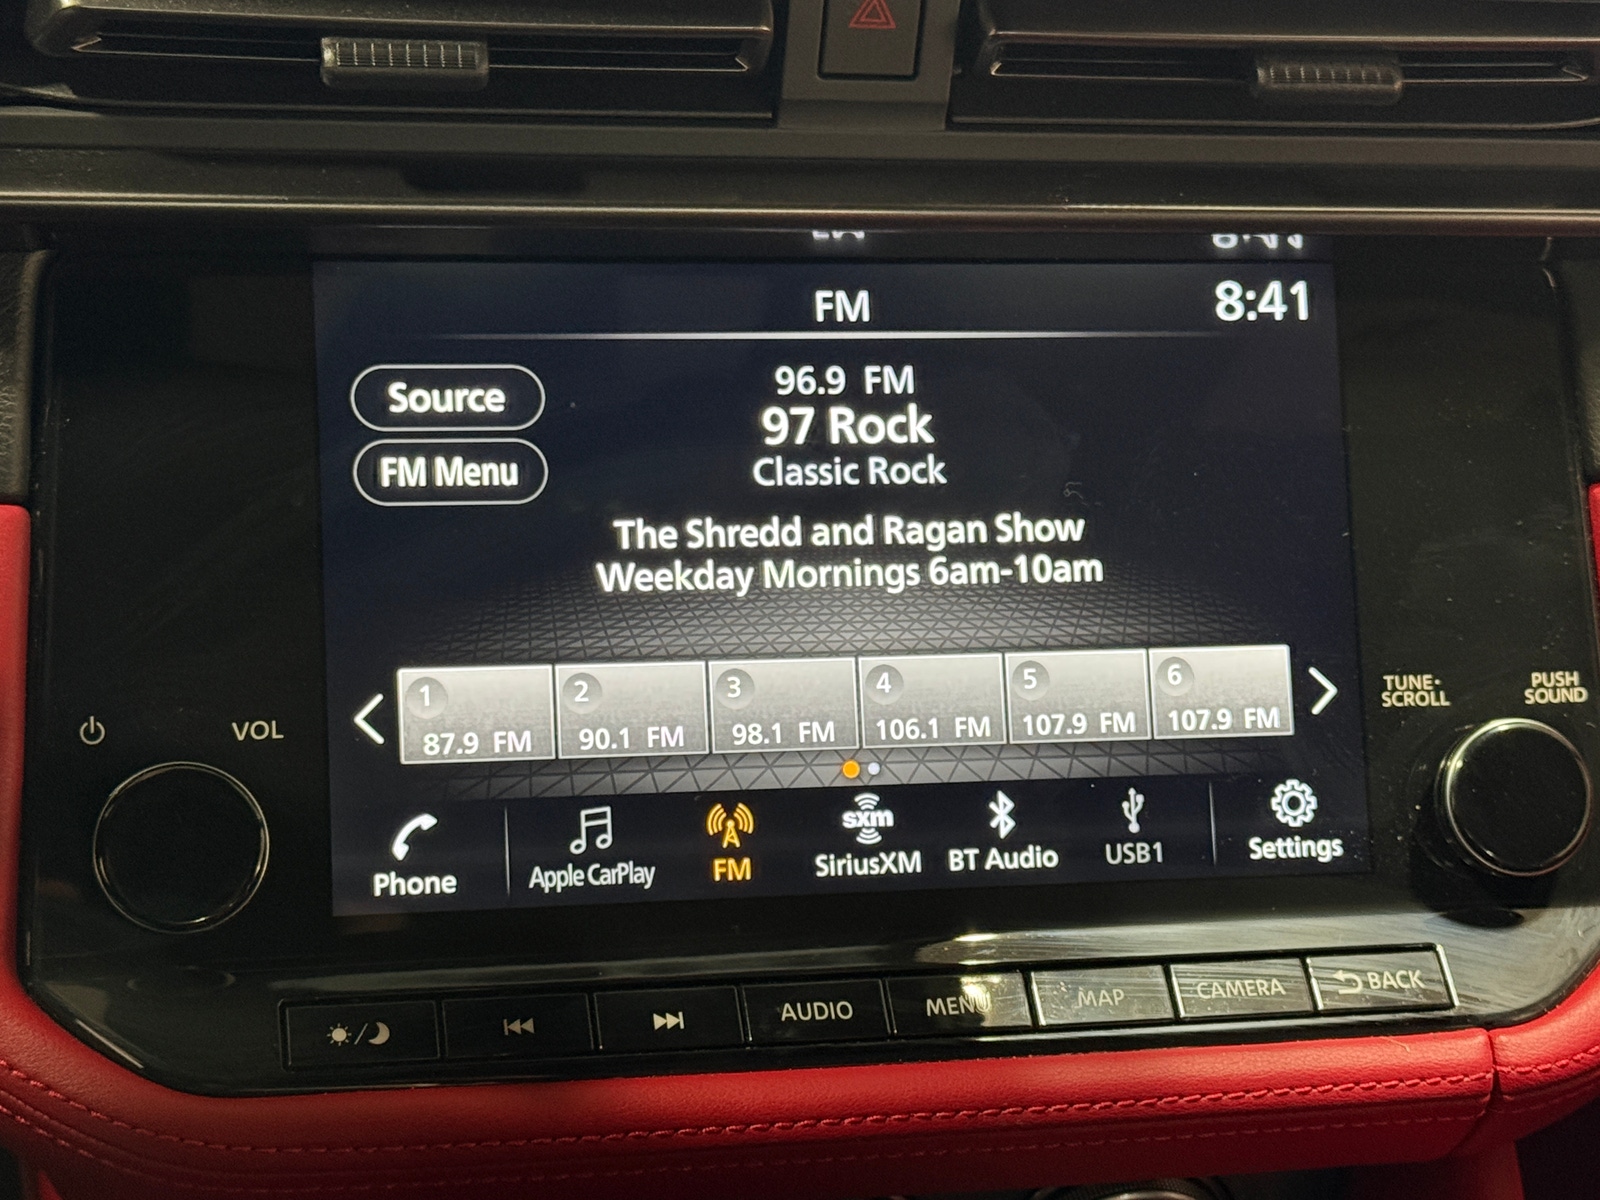 FM
8:41
Source
96.9 FM
97 Rock
FM Menu
Classic Rock
The Shredd and Ragan Show
Weekday Mornings 6am-10am
1
2
3
4
5
6
87.9 FM
90.1 FM
98.1 FM
106.1 FM
107.9 FM
107.9 FM
VOL
TUNE·
SCROLL
PUSH
SOUND
Phone
Apple CarPlay
FM
sxm
SiriusXM
BT Audio
USB1
Settings
AUDIO
MENU
MAP
CAMERA
BACK